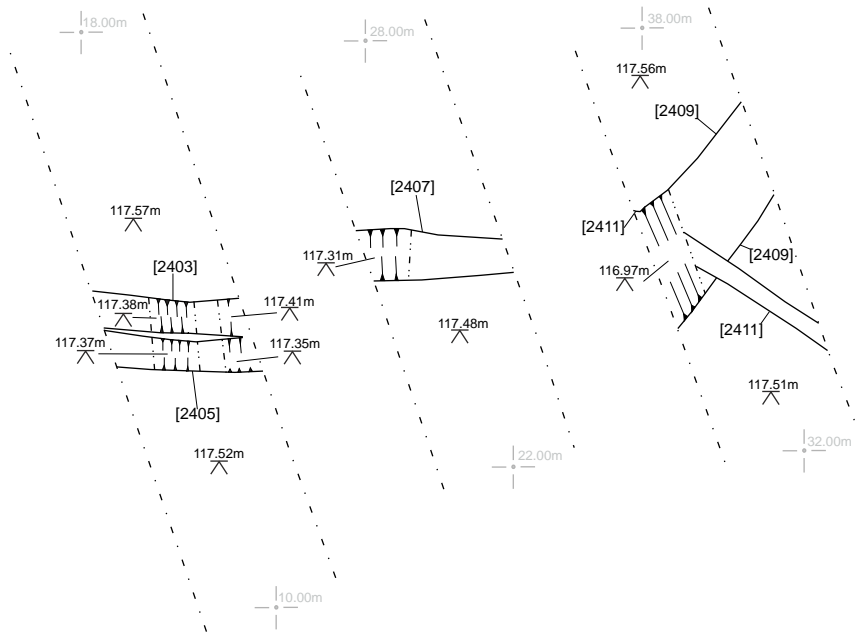 18.00m
28.00m
38.00m
117.56m
[2409]
[2407]
117.57m
[2411]
117.31m
[2403]
[2409]
116.97m
117.38m
117.41m
117.48m
[2411]
117.37m
117.35m
117.51m
[2405]
32.00m
117.52m
22.00m
10.00m